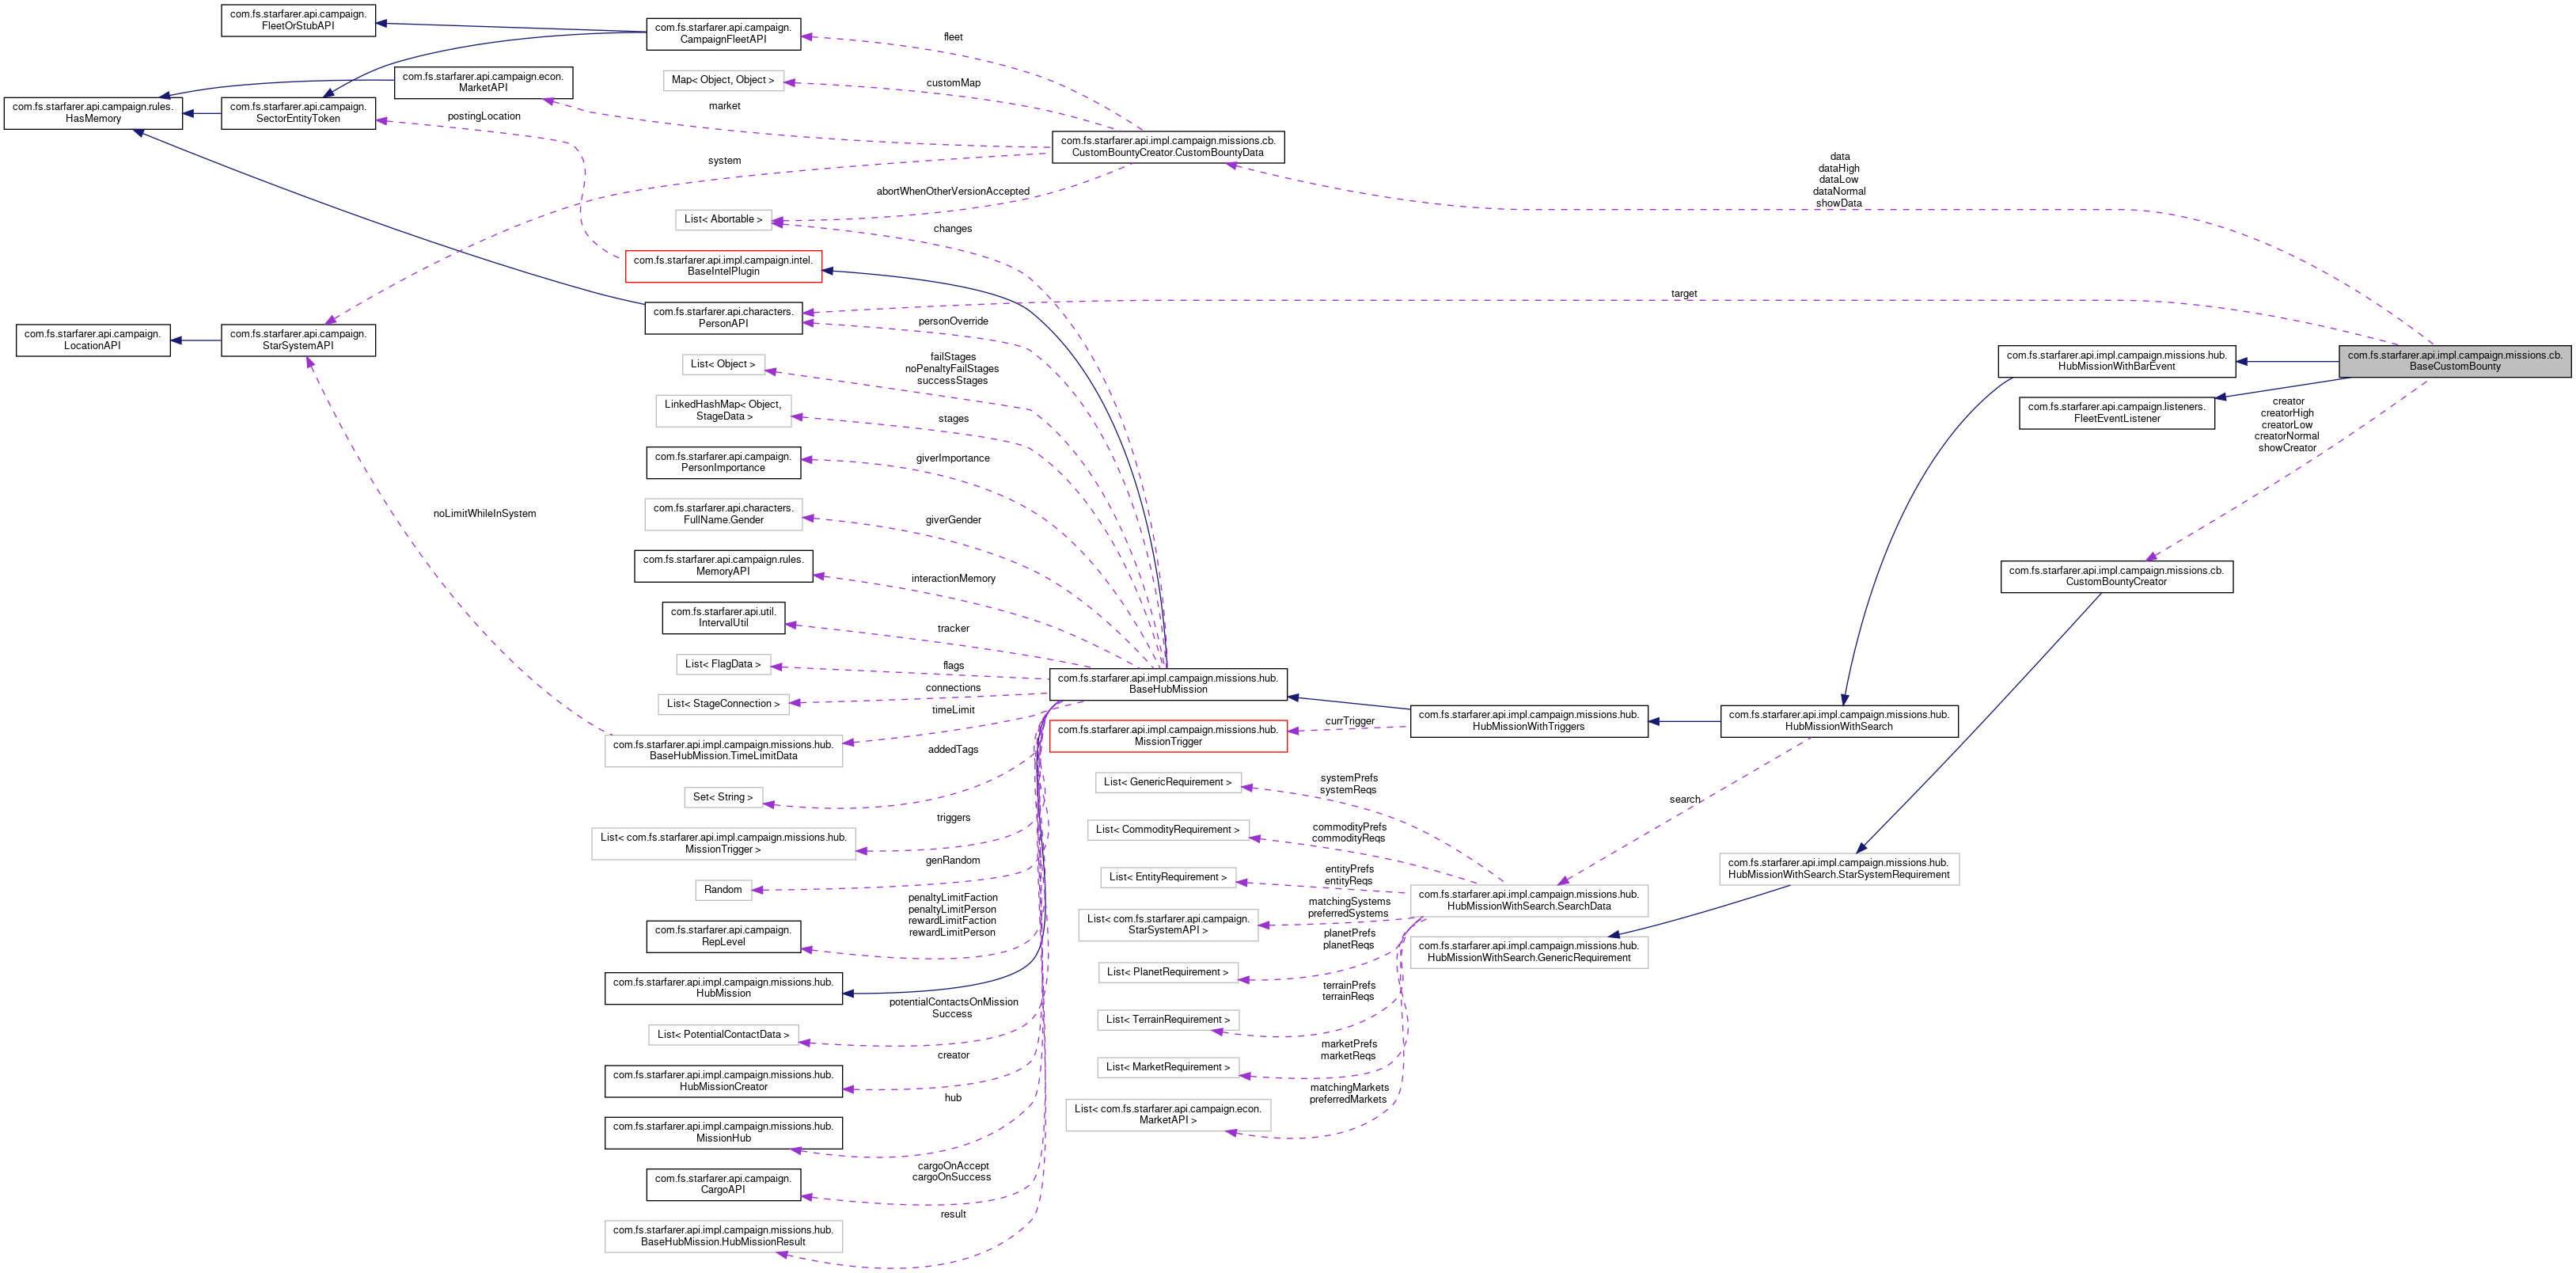 com.fs.starfarer.api.campaign.
FleetOrStubAPI
com.fs.starfarer.api.campaign.
CampaignFleetAPI
fleet
com.fs.starfarer.api.campaign.econ.
MarketAPI
Map< Object, Object >
customMap
com.fs.starfarer.api.campaign.rules.
HasMemory
com.fs.starfarer.api.campaign.
SectorEntityToken
market
postingLocation
com.fs.starfarer.api.impl.campaign.missions.cb.
CustomBountyCreator.CustomBountyData
system
data
dataHigh
dataLow
dataNormal
showData
abortWhenOtherVersionAccepted
List< Abortable >
changes
com.fs.starfarer.api.impl.campaign.intel.
BaseIntelPlugin
target
com.fs.starfarer.api.characters.
PersonAPI
personOverride
com.fs.starfarer.api.campaign.
LocationAPI
com.fs.starfarer.api.campaign.
StarSystemAPI
List< Object >
failStages
noPenaltyFailStages
successStages
com.fs.starfarer.api.impl.campaign.missions.hub.
HubMissionWithBarEvent
com.fs.starfarer.api.impl.campaign.missions.cb.
BaseCustomBounty
LinkedHashMap< Object,
StageData >
stages
com.fs.starfarer.api.campaign.listeners.
FleetEventListener
creator
creatorHigh
creatorLow
creatorNormal
showCreator
com.fs.starfarer.api.campaign.
PersonImportance
giverImportance
noLimitWhileInSystem
com.fs.starfarer.api.characters.
FullName.Gender
giverGender
com.fs.starfarer.api.campaign.rules.
MemoryAPI
interactionMemory
com.fs.starfarer.api.impl.campaign.missions.cb.
CustomBountyCreator
com.fs.starfarer.api.util.
IntervalUtil
tracker
List< FlagData >
flags
com.fs.starfarer.api.impl.campaign.missions.hub.
BaseHubMission
List< StageConnection >
connections
timeLimit
com.fs.starfarer.api.impl.campaign.missions.hub.
MissionTrigger
currTrigger
com.fs.starfarer.api.impl.campaign.missions.hub.
HubMissionWithTriggers
com.fs.starfarer.api.impl.campaign.missions.hub.
HubMissionWithSearch
com.fs.starfarer.api.impl.campaign.missions.hub.
BaseHubMission.TimeLimitData
addedTags
List< GenericRequirement >
systemPrefs
systemReqs
search
Set< String >
triggers
List< com.fs.starfarer.api.impl.campaign.missions.hub.
MissionTrigger >
List< CommodityRequirement >
commodityPrefs
commodityReqs
genRandom
Random
List< EntityRequirement >
entityPrefs
entityReqs
com.fs.starfarer.api.impl.campaign.missions.hub.
HubMissionWithSearch.StarSystemRequirement
com.fs.starfarer.api.impl.campaign.missions.hub.
HubMissionWithSearch.SearchData
penaltyLimitFaction
penaltyLimitPerson
rewardLimitFaction
rewardLimitPerson
List< com.fs.starfarer.api.campaign.
StarSystemAPI >
matchingSystems
preferredSystems
com.fs.starfarer.api.campaign.
RepLevel
planetPrefs
planetReqs
com.fs.starfarer.api.impl.campaign.missions.hub.
HubMissionWithSearch.GenericRequirement
List< PlanetRequirement >
com.fs.starfarer.api.impl.campaign.missions.hub.
HubMission
terrainPrefs
terrainReqs
potentialContactsOnMission
Success
List< TerrainRequirement >
List< PotentialContactData >
marketPrefs
marketReqs
creator
List< MarketRequirement >
com.fs.starfarer.api.impl.campaign.missions.hub.
HubMissionCreator
matchingMarkets
preferredMarkets
hub
List< com.fs.starfarer.api.campaign.econ.
MarketAPI >
com.fs.starfarer.api.impl.campaign.missions.hub.
MissionHub
cargoOnAccept
cargoOnSuccess
com.fs.starfarer.api.campaign.
CargoAPI
result
com.fs.starfarer.api.impl.campaign.missions.hub.
BaseHubMission.HubMissionResult